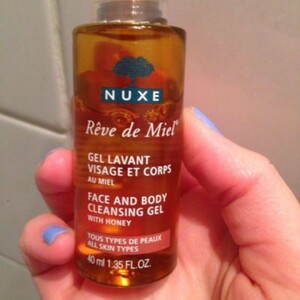 NUXE
Rêve de Miel
GEL LAVANT
VISAGE ET CORPS
AU MIEL
FACE AND BODY
CLEANSING GEL
WITH HONEY
TOUS TYPES DE PEAUX
ALL SKIN TYPES
40 ml 1.35 FL.OZ.